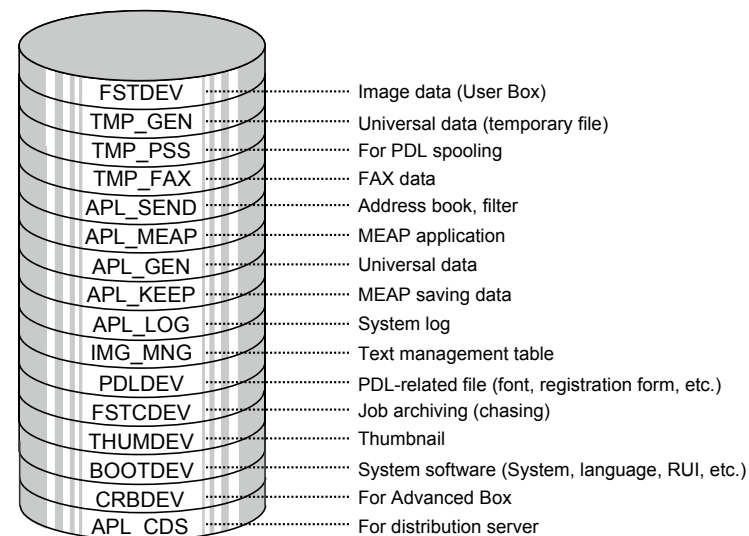 FSTDEV Image data (User Box)
TMP_GEN Universal data (temporary file)
TMP_PSS For PDL spooling
TMP_FAX FAX data
APL_SEND Address book, filter
APL_MEAP MEAP application
APL_GEN Universal data
APL_KEEP MEAP saving data
APL_LOG System log
IMG_MNG Text management table
PDLDEV PDL-related file (font, registration form, etc.)
FSTCDEV Job archiving (chasing)
THUMDEV Thumbnail
BOOTDEV System software (System, language, RUI, etc.)
CRBDEV For Advanced Box
APL_CDS For distribution server